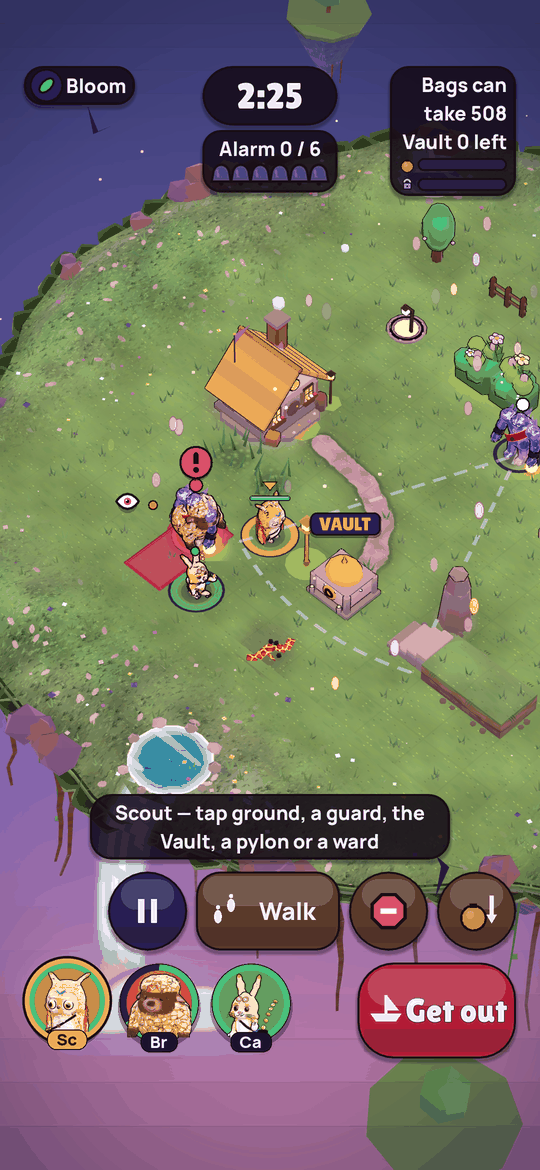 Bloom
2:25
Alarm 0 / 6
Bags can
take 508
Vault 0 left
VAULT
Scout — tap ground, a guard, the
Vault, a pylon or a ward
Walk
Sc
Br
Ca
Get out